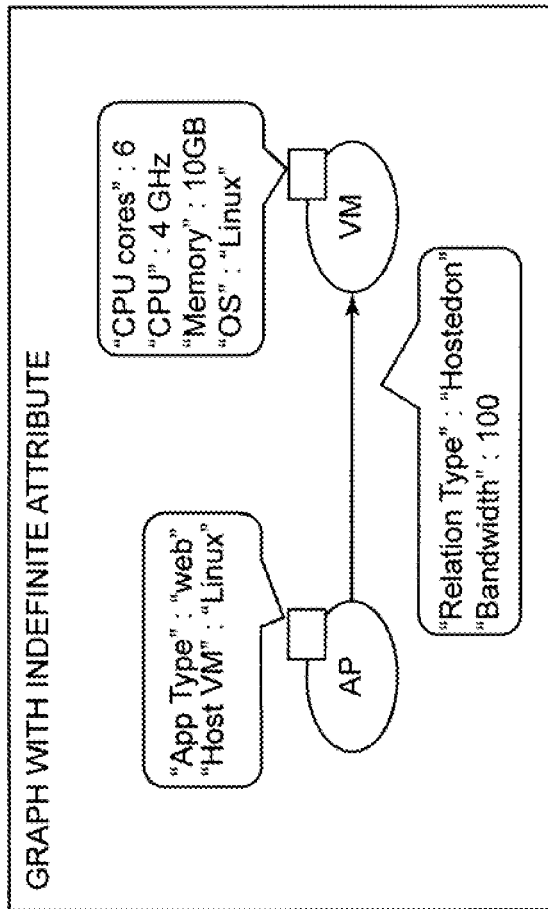 GRAPH WITH INDEFINITE ATTRIBUTE
“App Type” : “web”
“Host VM” : “Linux”
AP
“CPU cores” : 6
“CPU” : 4 GHz
“Memory” : 10GB
“OS” : “Linux”
VM
“Relation Type” : “Hostedon”
“Bandwidth” : 100